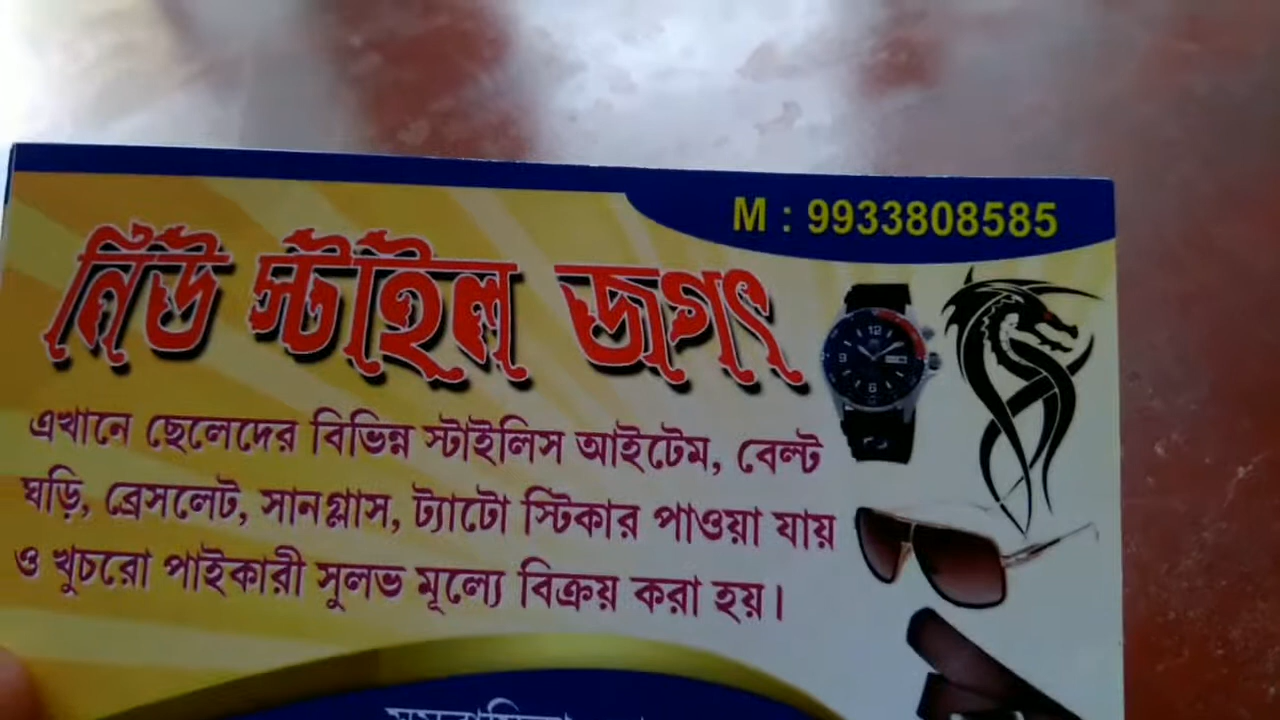 M : 9933808585
নিউ স্টাইল জগৎ
এখানে ছেলেদের বিভিন্ন স্টাইলিস আইটেম, বেল্ট
ঘড়ি, ব্রেসলেট, সানগ্লাস, ট্যাটো স্টিকার পাওয়া যায়
ও খুচরো পাইকারী সুলভ মূল্যে বিক্রয় করা হয়।